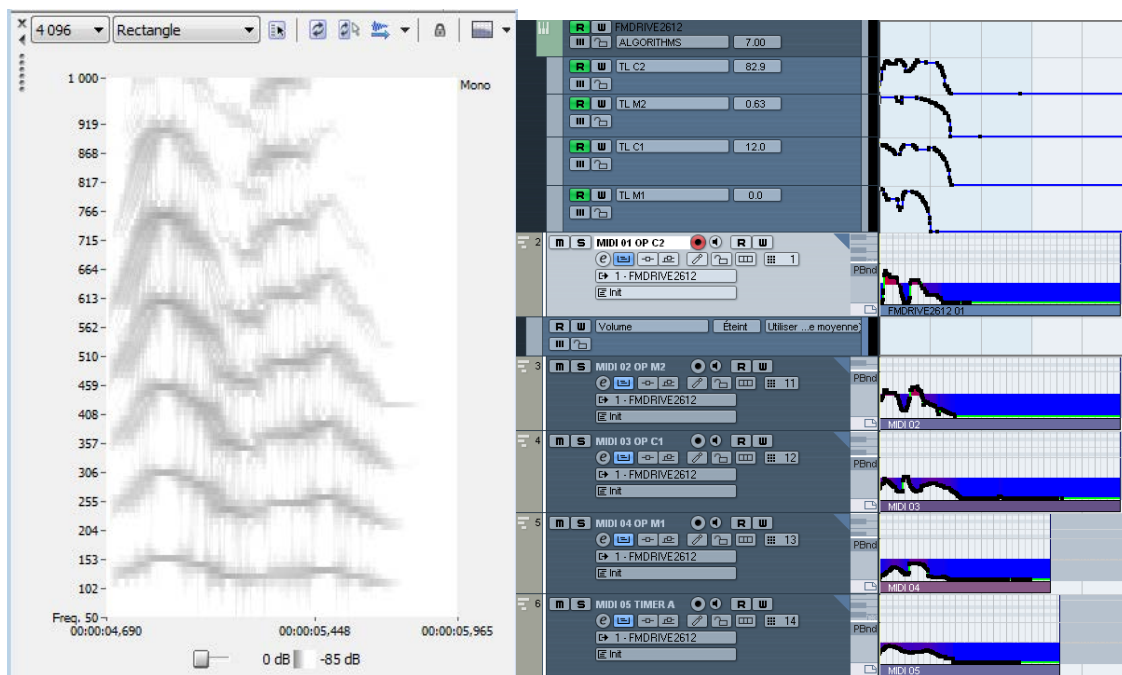 4 096 Rectangle
Mono
1 000
919
868
817
766
715
664
613
562
510
459
408
357
306
255
204
153
102
Freq. 50
00:00:04,690 00:00:05,448 00:00:05,965
0 dB -85 dB
R W FMDRIVE2612
ALGORITHMS 7.00
R W TL C2 82.9
R W TL M2 0.63
R W TL C1 12.0
R W TL M1 0.0
2 m S MIDI 01 OP C2 R W
e 1 PBnd
1 - FMDRIVE2612
Init
FMDRIVE2612 01
R W Volume Éteint Utiliser ...e moyenne)
3 m S MIDI 02 OP M2 R W
PBnd
e 11
1 - FMDRIVE2612
Init
MIDI 02
4 m S MIDI 03 OP C1 R W
e 12
PBnd
1 - FMDRIVE2612
Init
MIDI 03
5 m S MIDI 04 OP M1 R W
e 13
PBnd
1 - FMDRIVE2612
Init
MIDI 04
6 m S MIDI 05 TIMER A R W
e 14
PBnd
1 - FMDRIVE2612
Init
MIDI 05